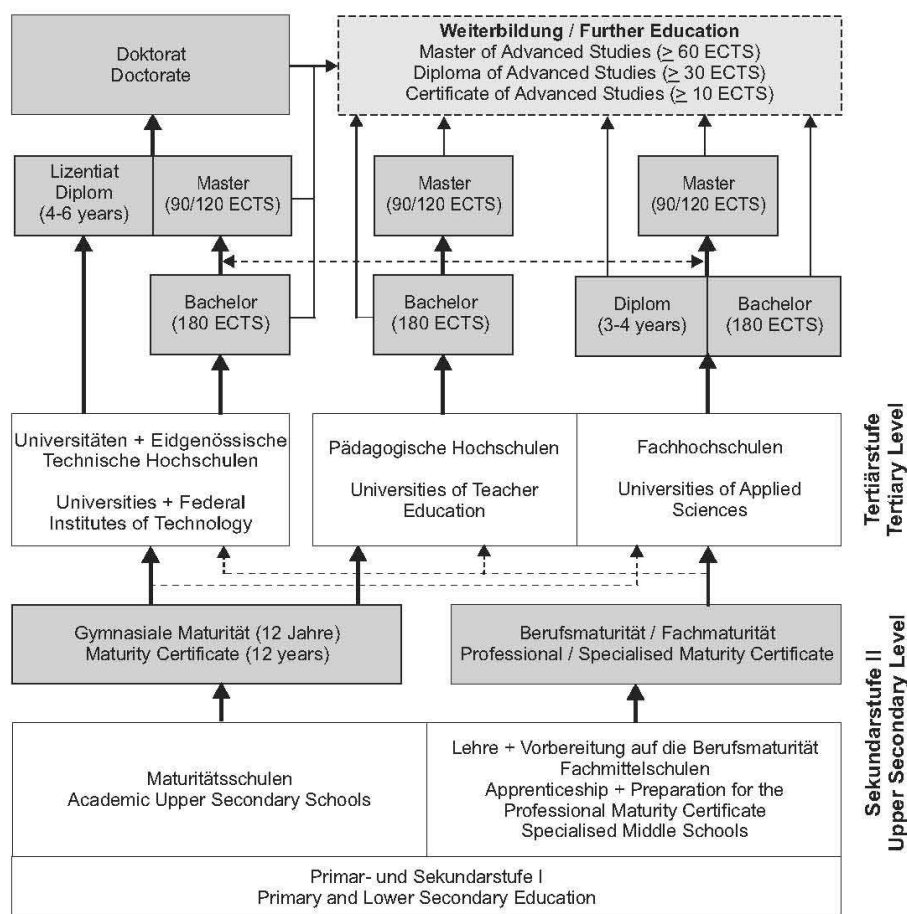 Doktorat
Doctorate
Weiterbildung / Further Education
Master of Advanced Studies (≥ 60 ECTS)
Diploma of Advanced Studies (≥ 30 ECTS)
Certificate of Advanced Studies (≥ 10 ECTS)
Lizentiat
Diplom
(4-6 years)
Master
(90/120 ECTS)
Master
(90/120 ECTS)
Master
(90/120 ECTS)
Bachelor
(180 ECTS)
Bachelor
(180 ECTS)
Diplom
(3-4 years)
Bachelor
(180 ECTS)
Universitäten + Eidgenössische
Technische Hochschulen
Universities + Federal
Institutes of Technology
Pädagogische Hochschulen
Universities of Teacher
Education
Fachhochschulen
Universities of Applied
Sciences
Tertiärstufe
Tertiary Level
Gymnasiale Maturität (12 Jahre)
Maturity Certificate (12 years)
Berufsmaturität / Fachmaturität
Professional / Specialised Maturity Certificate
Maturitätsschulen
Academic Upper Secondary Schools
Lehre + Vorbereitung auf die Berufsmaturität
Fachmittelschulen
Apprenticeship + Preparation for the
Professional Maturity Certificate
Specialised Middle Schools
Sekundarstufe II
Upper Secondary Level
Primar- und Sekundarstufe I
Primary and Lower Secondary Education